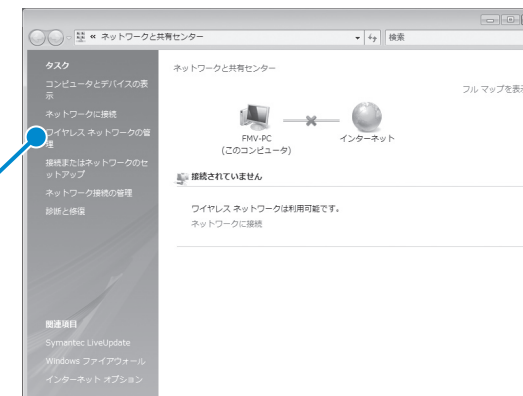 « ネットワークと共有センター
検索
タスク
コンピュータとデバイスの表
示
ネットワークに接続
ワイヤレス ネットワークの管
理
接続またはネットワークのセ
ットアップ
ネットワーク接続の管理
診断と修復
関連項目
Symantec LiveUpdate
Windows ファイアウォール
インターネット オプション
ネットワークと共有センター
フル マップを表示
FMV-PC
(このコンピュータ)
インターネット
接続されていません
ワイヤレス ネットワークは利用可能です。
ネットワークに接続